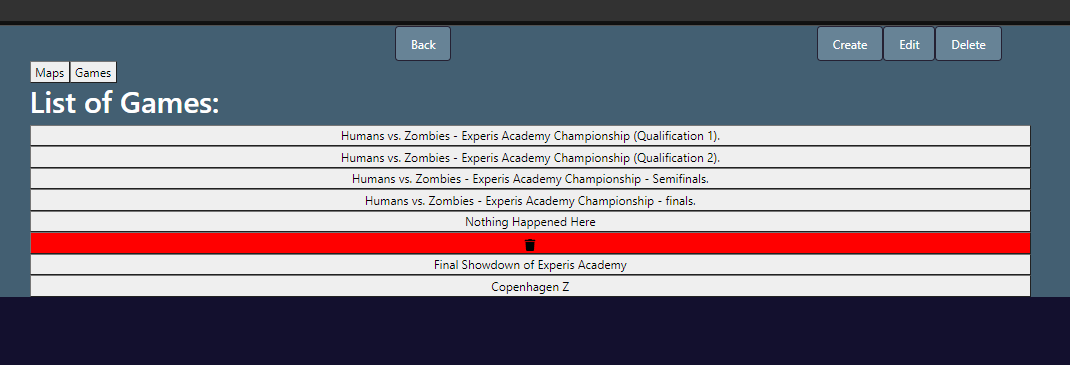 Back
Create Edit Delete
Maps Games
List of Games:
Humans vs. Zombies - Experis Academy Championship (Qualification 1).
Humans vs. Zombies - Experis Academy Championship (Qualification 2).
Humans vs. Zombies - Experis Academy Championship - Semifinals.
Humans vs. Zombies - Experis Academy Championship - finals.
Nothing Happened Here
Final Showdown of Experis Academy
Copenhagen Z